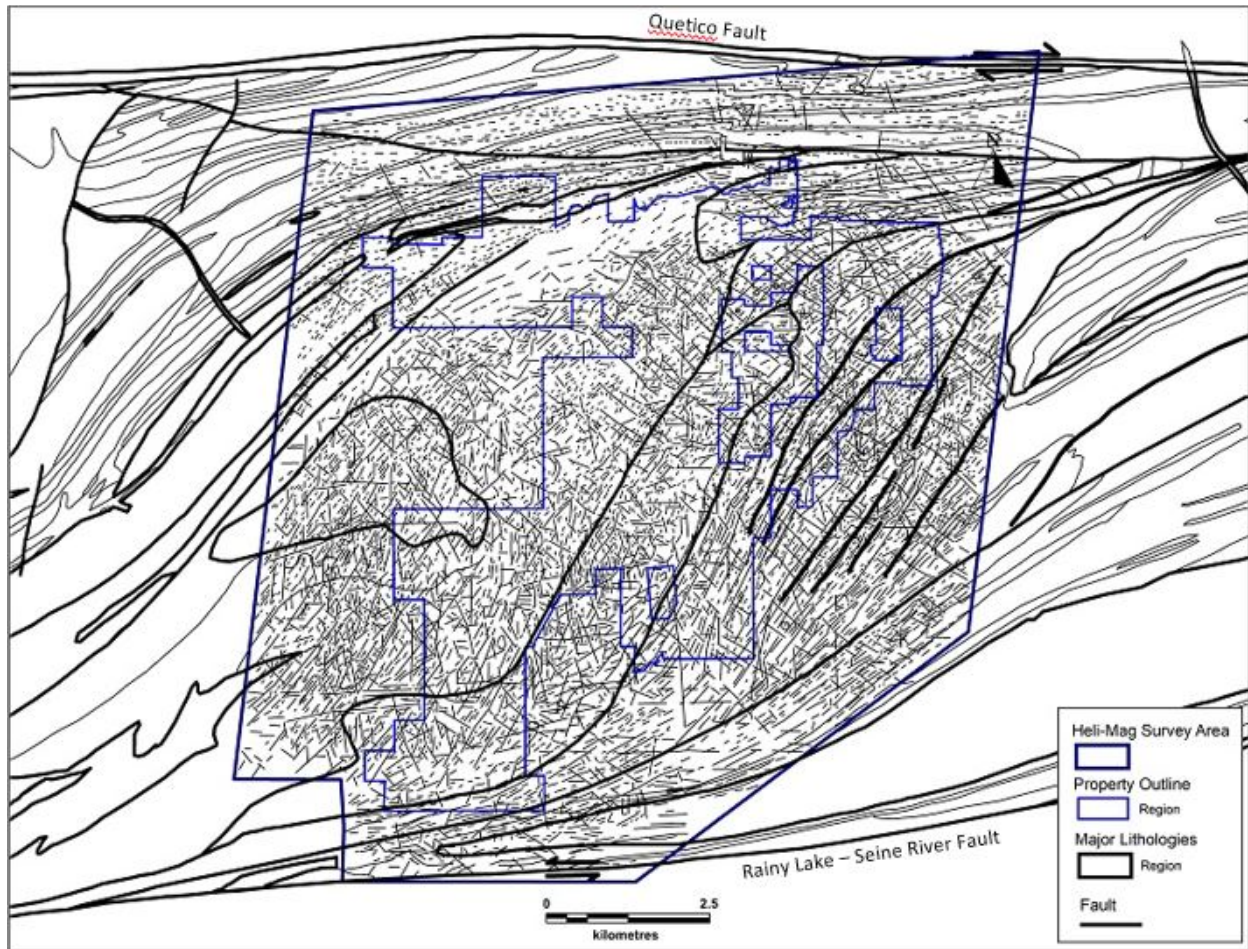 Quetico Fault
N
Heli-Mag Survey Area
Property Outline
Region
Major Lithologies
Region
Fault
Rainy Lake – Seine River Fault
0 2.5
kilometres